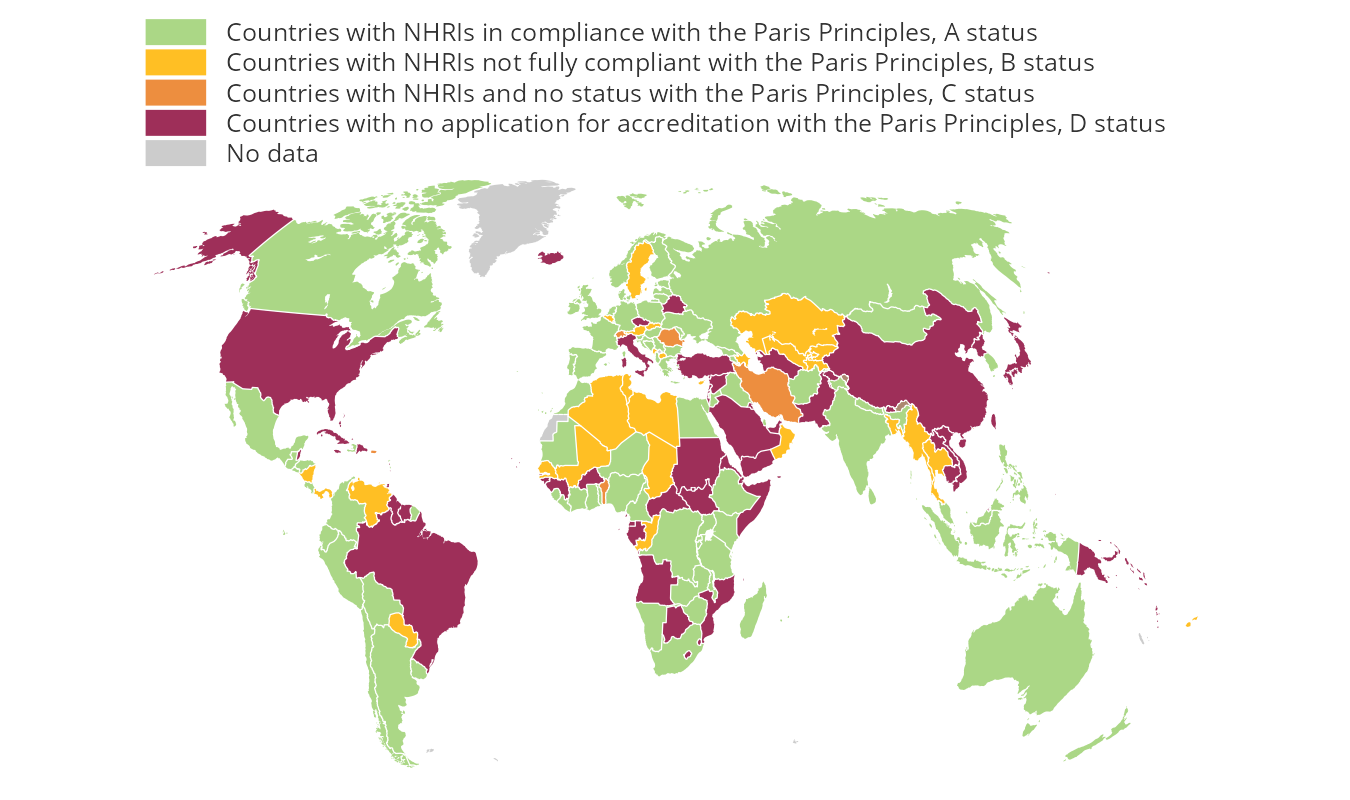 Countries with NHRIs in compliance with the Paris Principles, A status
Countries with NHRIs not fully compliant with the Paris Principles, B status
Countries with NHRIs and no status with the Paris Principles, C status
Countries with no application for accreditation with the Paris Principles, D status
No data